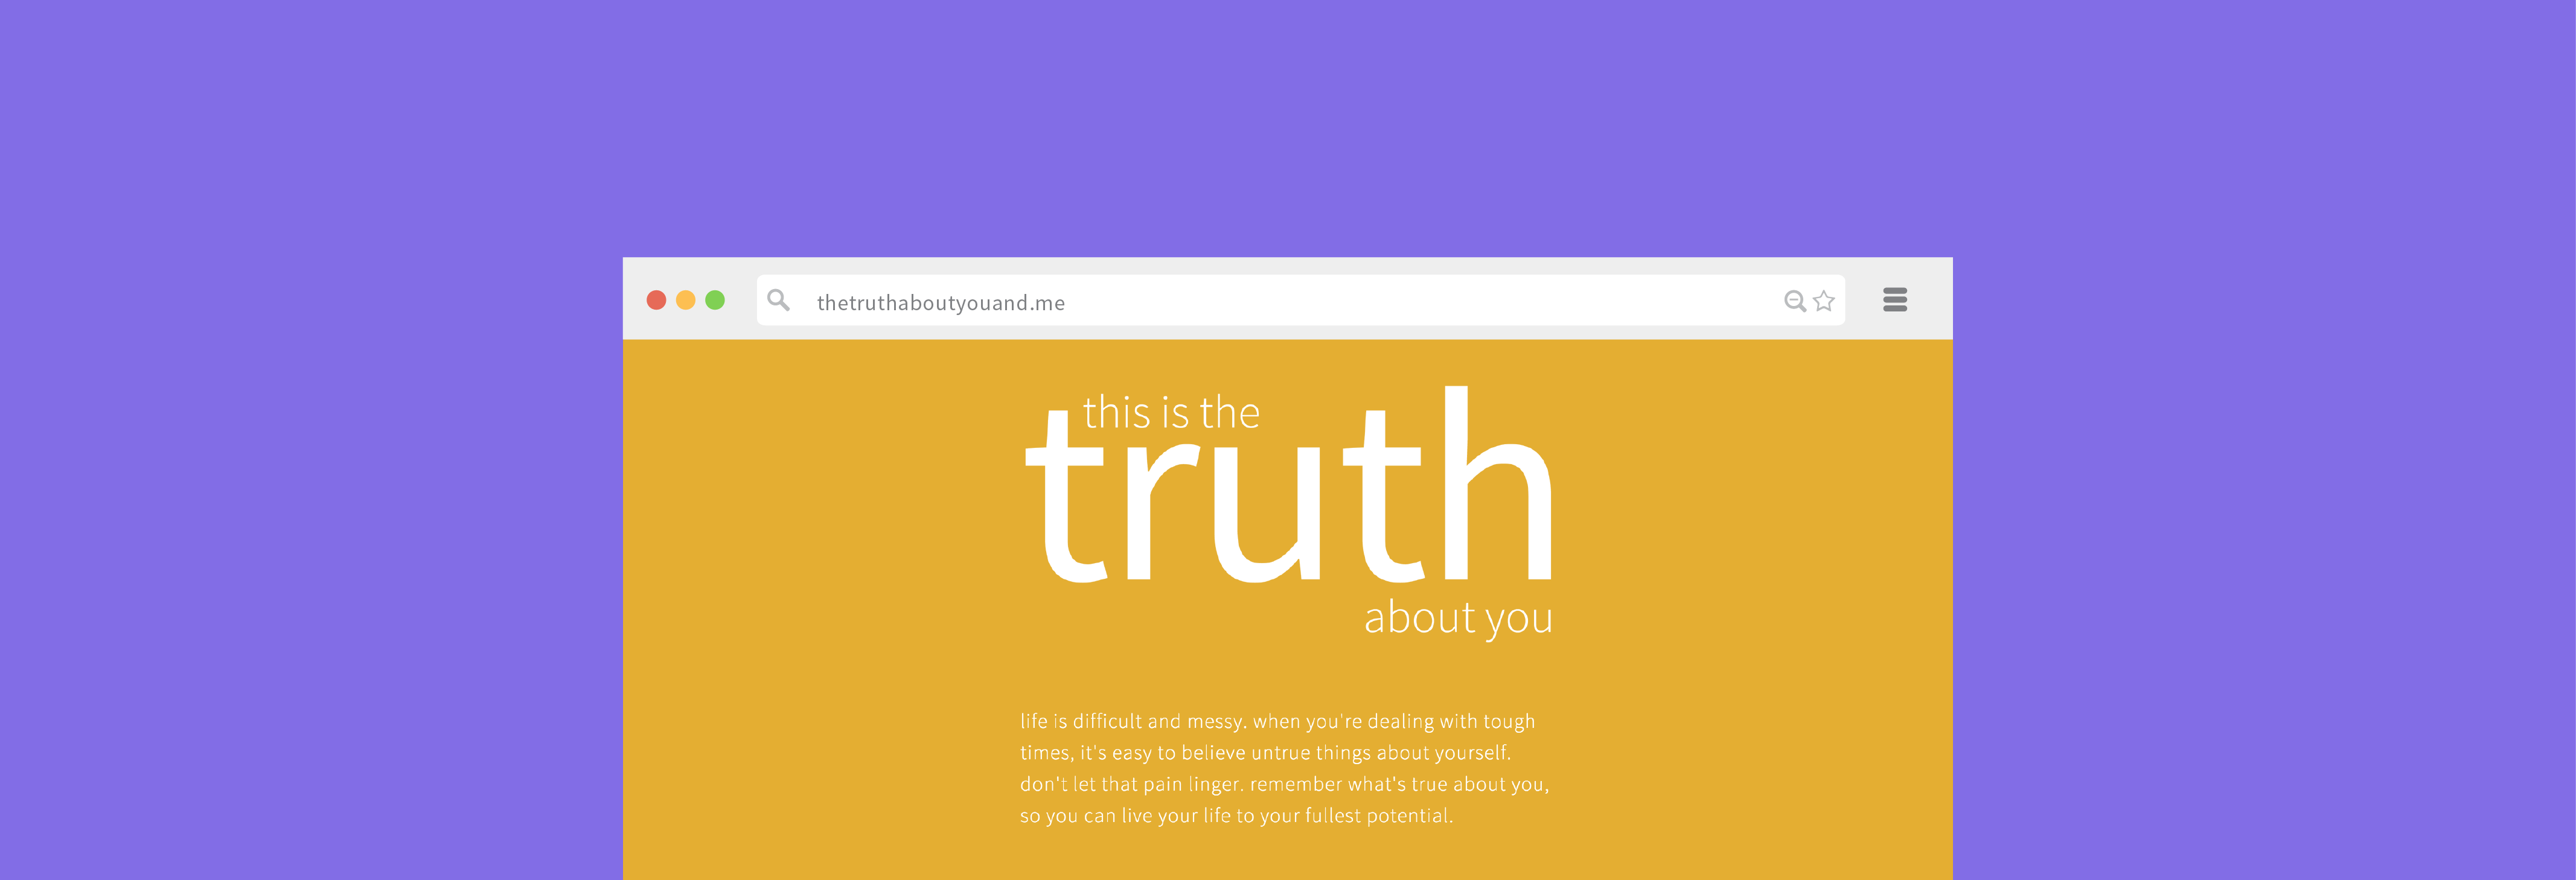 thetruthaboutyouand.me
this is the
truth
about you
life is difficult and messy. when you're dealing with tough
times, it's easy to believe untrue things about yourself.
don't let that pain linger. remember what's true about you,
so you can live your life to your fullest potential.